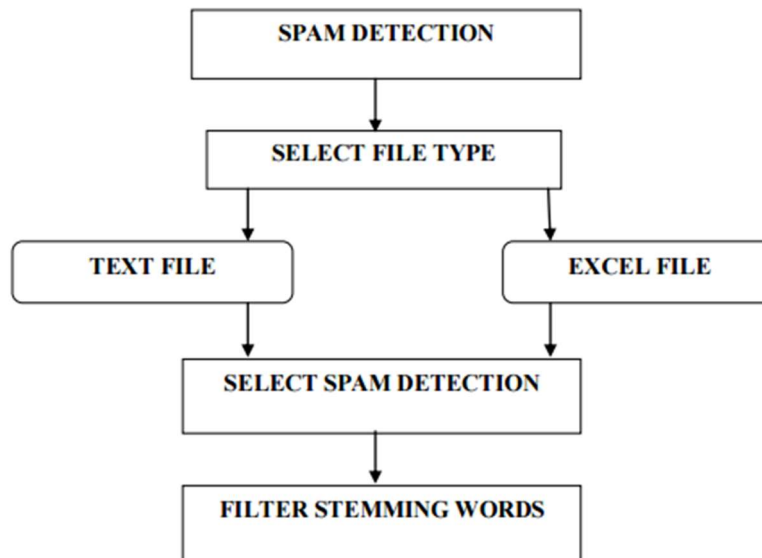 SPAM DETECTION
SELECT FILE TYPE
TEXT FILE
EXCEL FILE
SELECT SPAM DETECTION
FILTER STEMMING WORDS